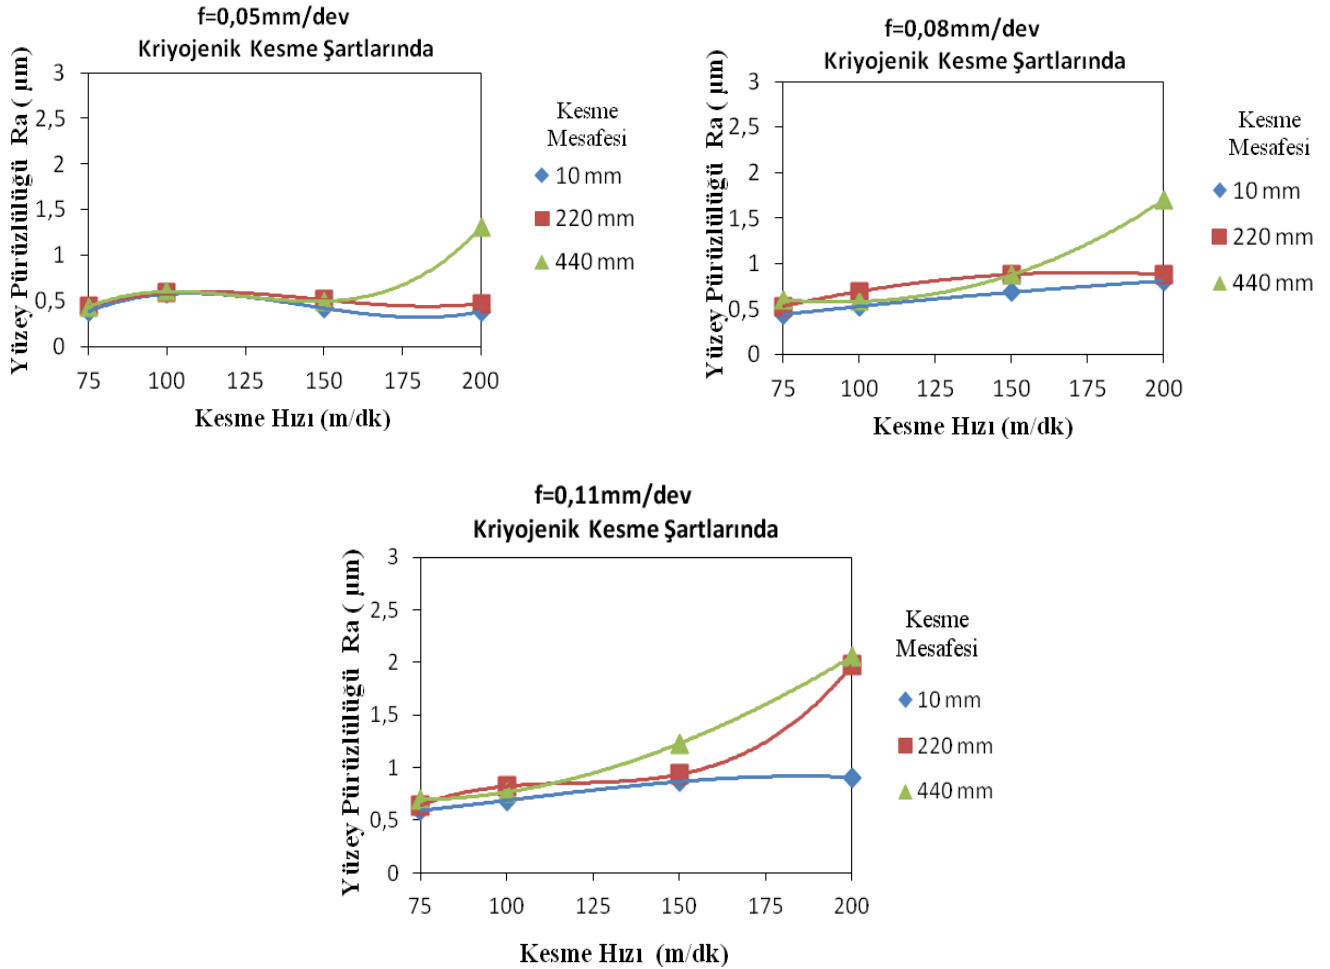 f=0,05mm/dev
Kriyojenik Kesme Şartlarında
Yüzey Pürüzlülüğü Ra ( µm)
3
2,5
2
1,5
1
0,5
0
75 100 125 150 175 200
Kesme Hızı (m/dk)
Kesme
Mesafesi
10 mm
220 mm
440 mm
f=0,08mm/dev
Kriyojenik Kesme Şartlarında
Yüzey Pürüzlülüğü Ra ( µm)
3
2,5
2
1,5
1
0,5
0
75 100 125 150 175 200
Kesme Hızı (m/dk)
Kesme
Mesafesi
10 mm
220 mm
440 mm
f=0,11mm/dev
Kriyojenik Kesme Şartlarında
Yüzey Pürüzlülüğü Ra ( µm)
3
2,5
2
1,5
1
0,5
0
75 100 125 150 175 200
Kesme Hızı (m/dk)
Kesme
Mesafesi
10 mm
220 mm
440 mm